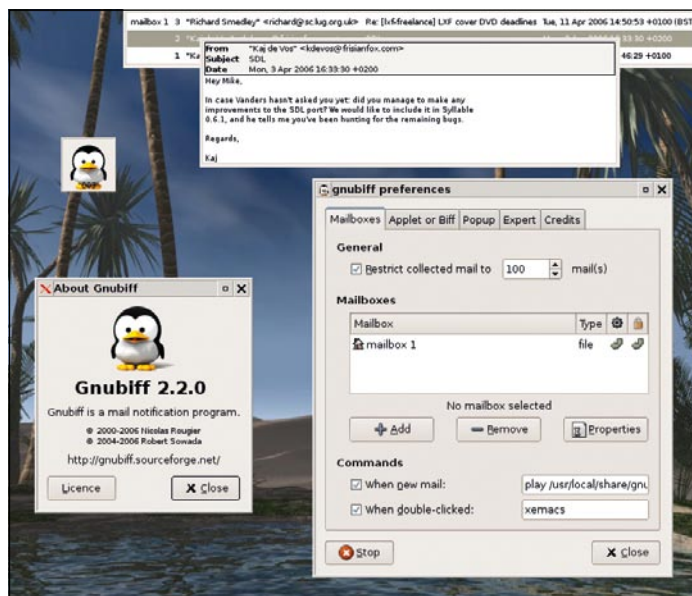 mailbox 1 3 "Richard Smedley" <richard@sc.lug.org.uk> Re: [lxf-freelance] LXF cover DVD deadlines Tue, 11 Apr 2006 14:50:53 +0100 (BST
2 "Ka
1 "Ka 46:29 +0100
From "Kaj de Vos" <kdevos@frisianfox.com>
Subject SDL
Date Mon, 3 Apr 2006 16:33:30 +0200
Hey Mike,
In case Vanders hasn't asked you yet: did you manage to make any
improvements to the SDL port? We would like to include it in Syllable
0.6.1, and he tells me you've been hunting for the remaining bugs.
Regards,
Kaj
gnubiff preferences
Mailboxes Applet or Biff Popup Expert Credits
General
Restrict collected mail to 100 mail(s)
Mailboxes
Mailbox Type
mailbox 1 file
No mailbox selected
Add Remove Properties
Commands
When new mail: play /usr/local/share/gnu
When double-clicked: xemacs
Stop Close
About Gnubiff
Gnubiff 2.2.0
Gnubiff is a mail notification program.
© 2000-2006 Nicolas Rougier
© 2004-2006 Robert Sowada
http://gnubiff.sourceforge.net/
Licence Close